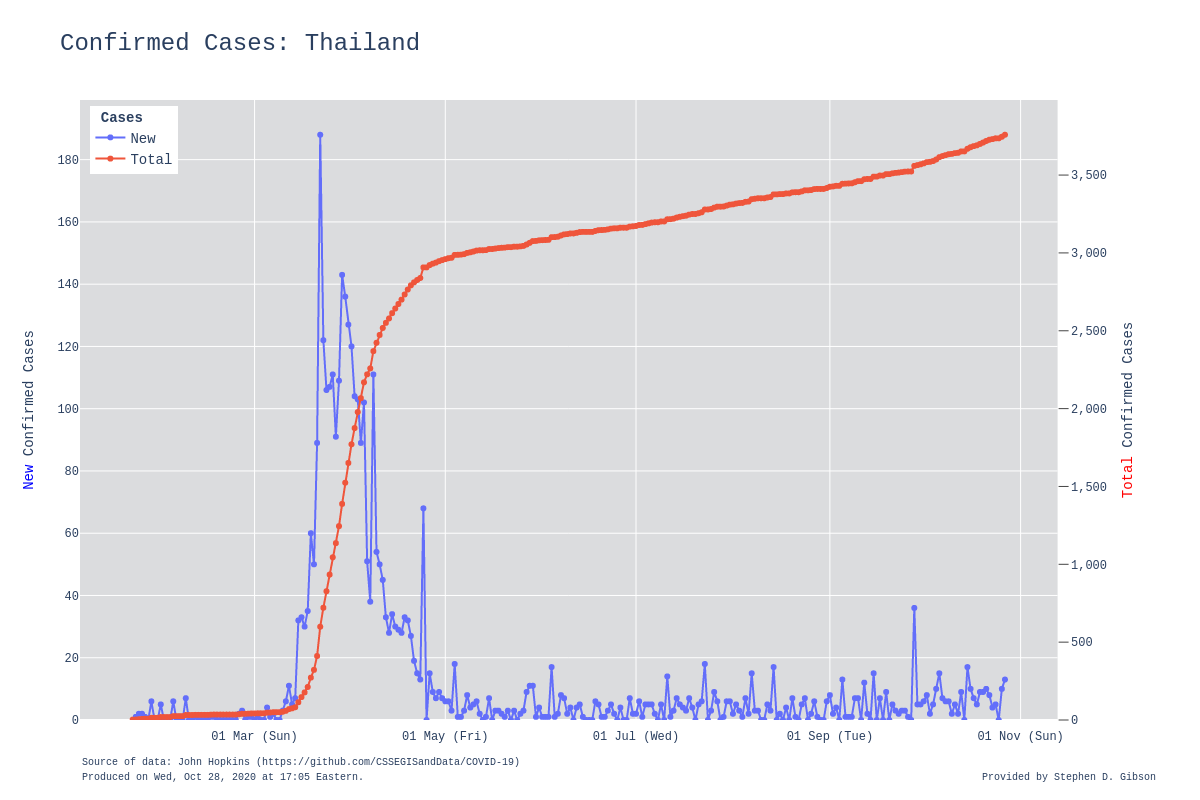 Confirmed Cases: Thailand
Cases
New
Total
180
160
140
120
100
80
60
40
20
0
3,500
3,000
2,500
2,000
1,500
1,000
500
0
New Confirmed Cases
Total Confirmed Cases
01 Mar (Sun)
01 May (Fri)
01 Jul (Wed)
01 Sep (Tue)
01 Nov (Sun)
Source of data: John Hopkins (https://github.com/CSSEGISandData/COVID-19)
Produced on Wed, Oct 28, 2020 at 17:05 Eastern.
Provided by Stephen D. Gibson